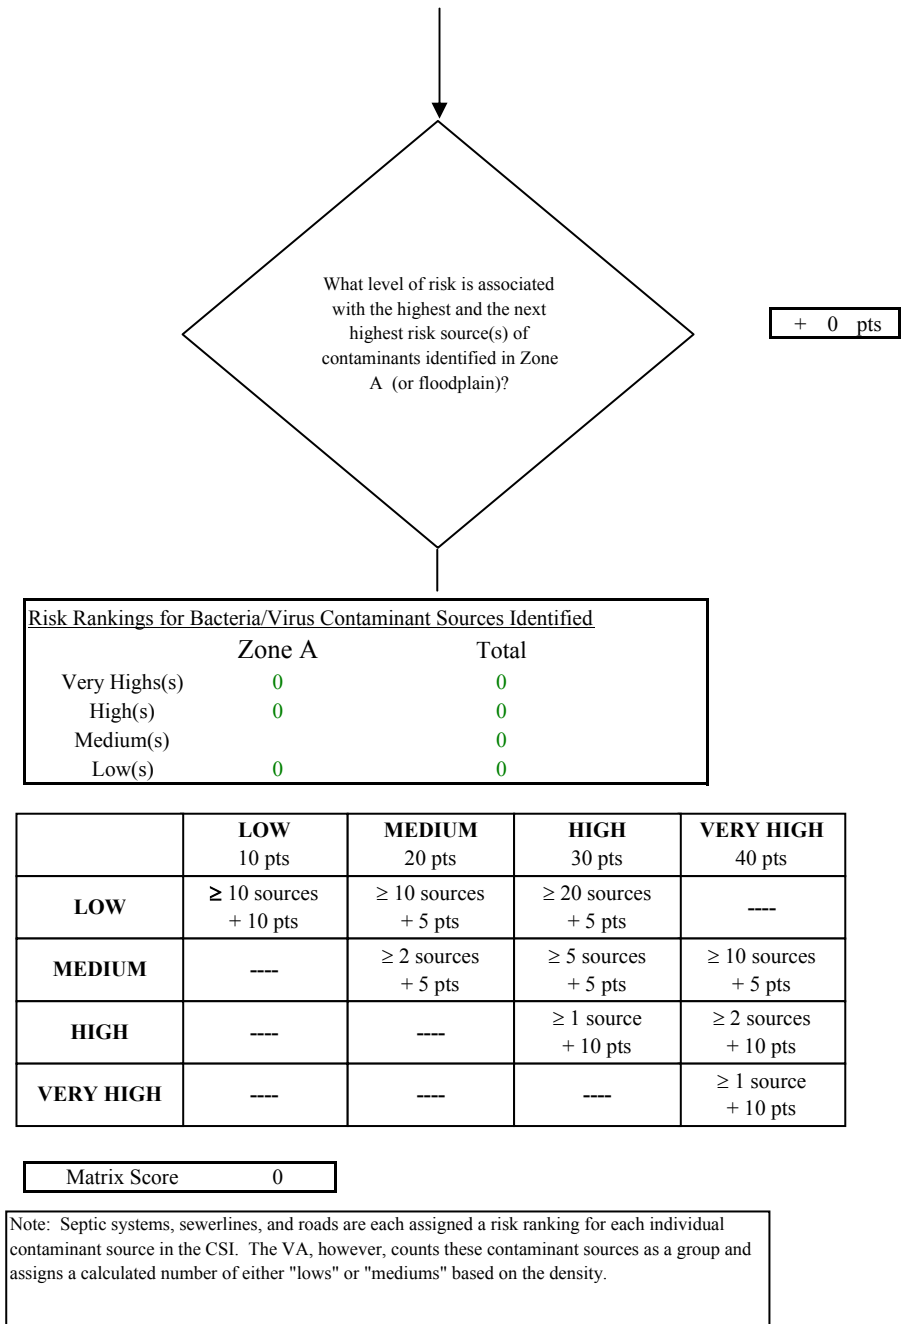 What level of risk is associated
with the highest and the next
highest risk source(s) of
contaminants identified in Zone
A (or floodplain)?
+ 0 pts
Risk Rankings for Bacteria/Virus Contaminant Sources Identified
Zone A Total
Very Highs(s) 0 0
High(s) 0 0
Medium(s) 0
Low(s) 0 0
LOW MEDIUM HIGH VERY HIGH
10 pts 20 pts 30 pts 40 pts
LOW ≥ 10 sources ≥ 10 sources ≥ 20 sources ----
+ 10 pts + 5 pts + 5 pts
MEDIUM ---- ≥ 2 sources ≥ 5 sources ≥ 10 sources
+ 5 pts + 5 pts + 5 pts
HIGH ---- ---- ≥ 1 source ≥ 2 sources
+ 10 pts + 10 pts
VERY HIGH ---- ---- ---- ≥ 1 source
+ 10 pts
Matrix Score 0
Note: Septic systems, sewerlines, and roads are each assigned a risk ranking for each individual
contaminant source in the CSI. The VA, however, counts these contaminant sources as a group and
assigns a calculated number of either "lows" or "mediums" based on the density.